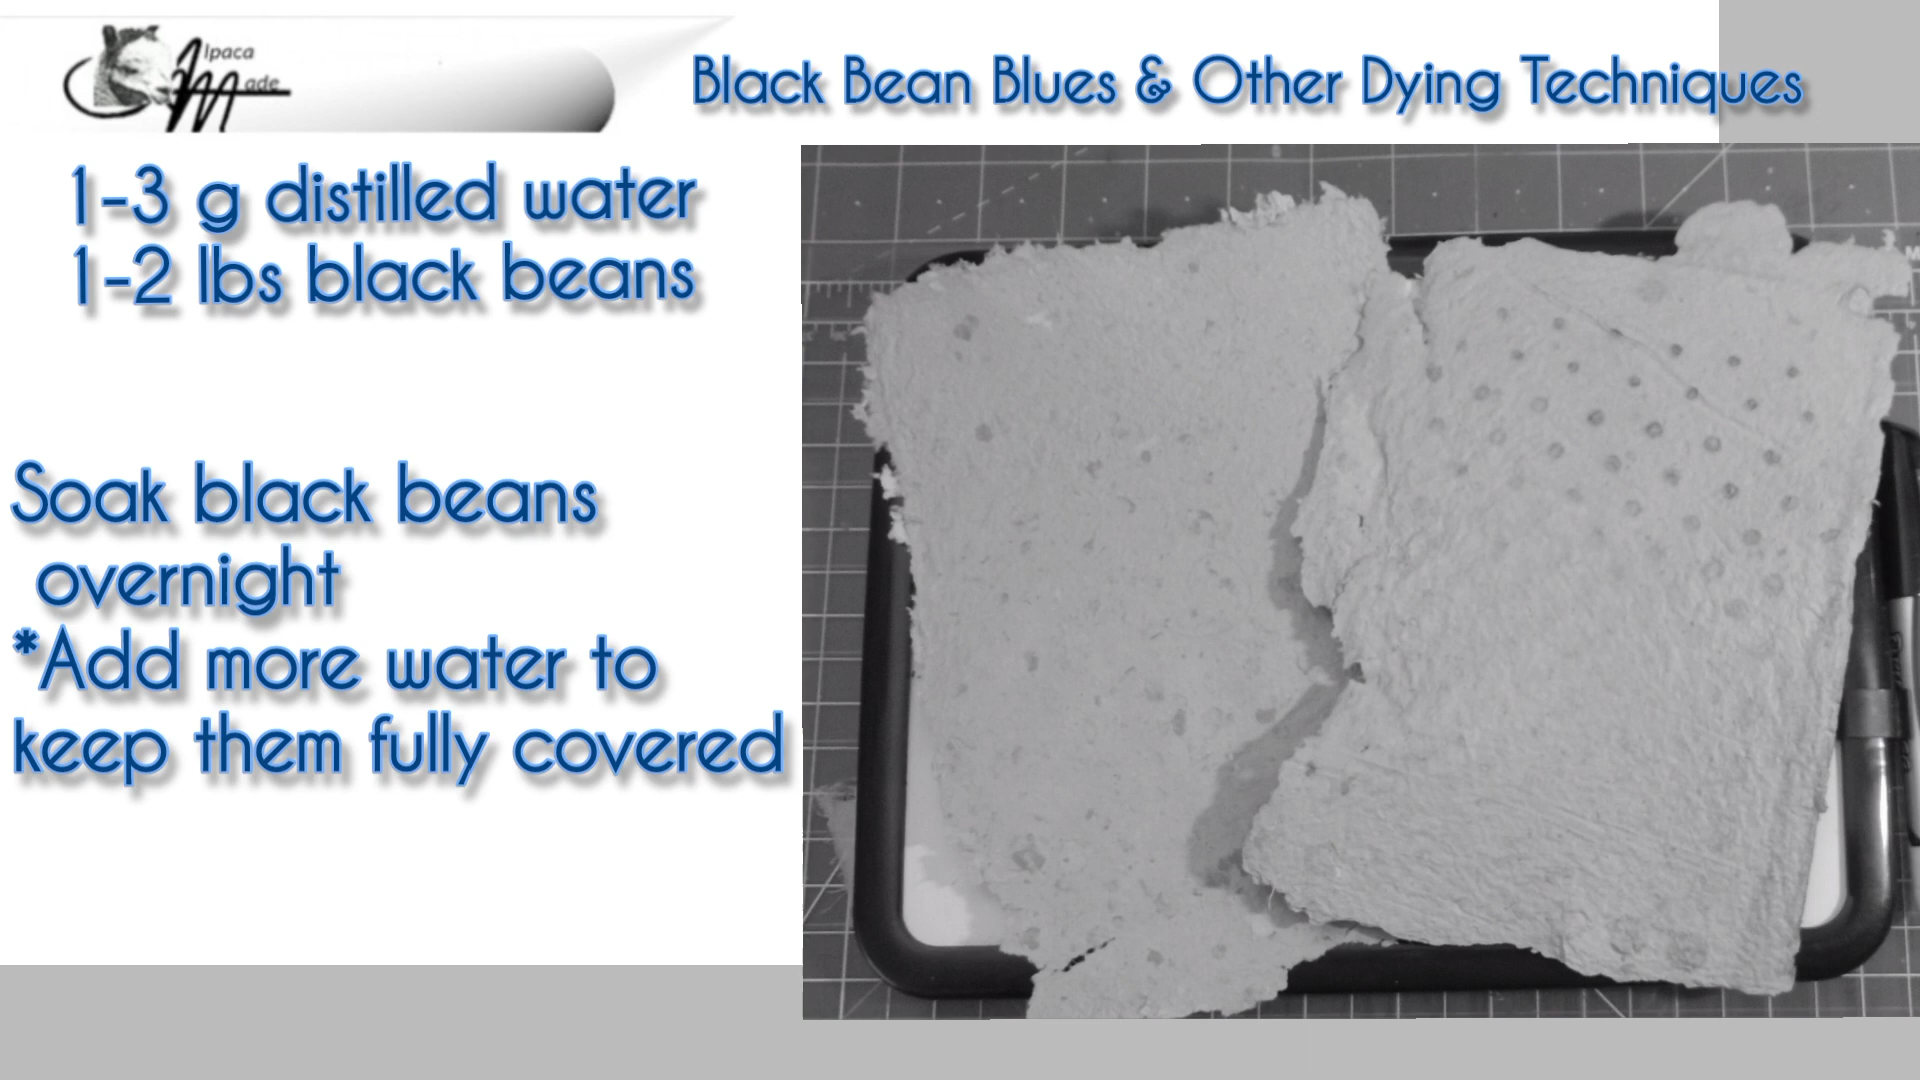 Alpaca
Made
Black Bean Blues & Other Dying Techniques
1-3 g distilled water
1-2 lbs black beans
Soak black beans
overnight
*Add more water to
keep them fully covered